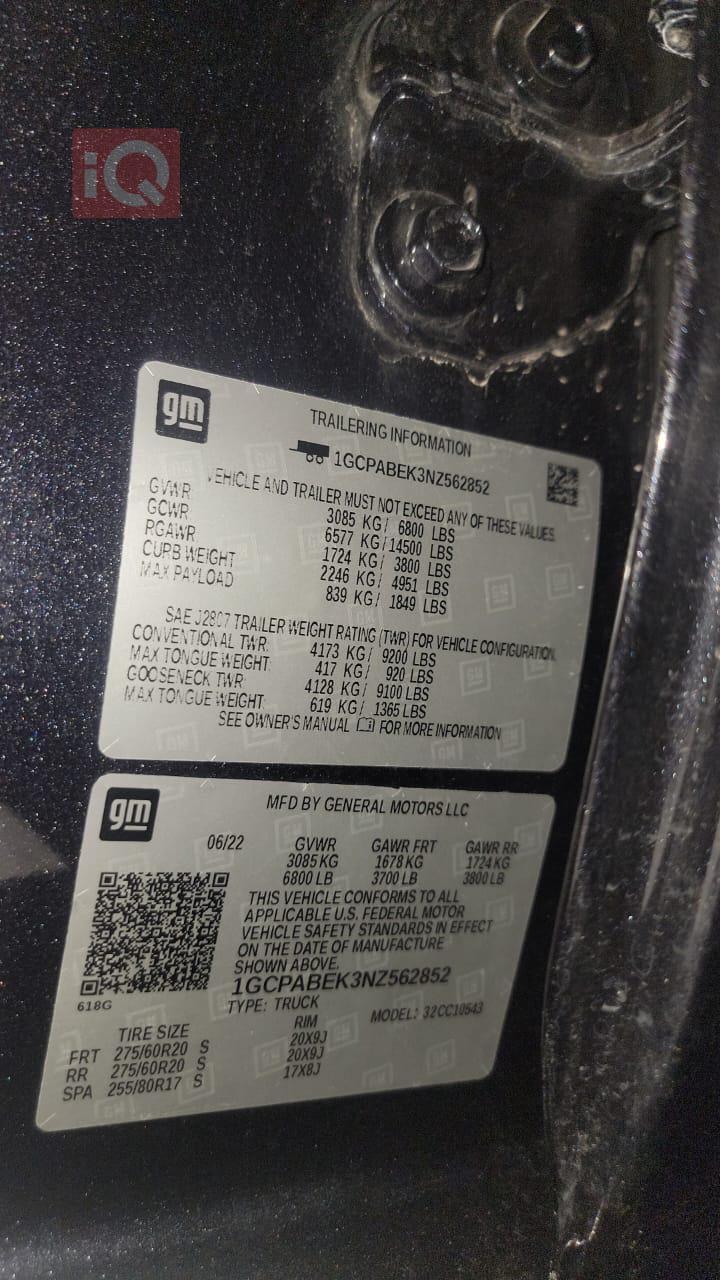 iQ
gm
TRAILERING INFORMATION
1GCPABEK3NZ562852
VEHICLE AND TRAILER MUST NOT EXCEED ANY OF THESE VALUES
GVWR 3085 KG/ 6800 LBS
GCWR 6577 KG/14500 LBS
RGAWR 1724 KG/ 3800 LBS
CURB WEIGHT 2246 KG/ 4951 LBS
MAX PAYLOAD 839 KG/ 1849 LBS
SAE J2807 TRAILER WEIGHT RATING (TWR) FOR VEHICLE CONFIGURATION
CONVENTIONAL TWR: 4173 KG/ 9200 LBS
MAX TONGUE WEIGHT: 417 KG/ 920 LBS
GOOSENECK TWR: 4128 KG/ 9100 LBS
MAX TONGUE WEIGHT: 619 KG/ 1365 LBS
SEE OWNER'S MANUAL FOR MORE INFORMATION
gm
MFD BY GENERAL MOTORS LLC
06/22 GVWR GAWR FRT GAWR RR
3085 KG 1678 KG 1724 KG
6800 LB 3700 LB 3800 LB
THIS VEHICLE CONFORMS TO ALL
APPLICABLE U.S. FEDERAL MOTOR
VEHICLE SAFETY STANDARDS IN EFFECT
ON THE DATE OF MANUFACTURE
SHOWN ABOVE.
1GCPABEK3NZ562852
618G
TYPE: TRUCK MODEL: 32CC10543
TIRE SIZE RIM
FRT 275/60R20 S 20X9J
RR 275/60R20 S 20X9J
SPA 255/80R17 S 17X8J